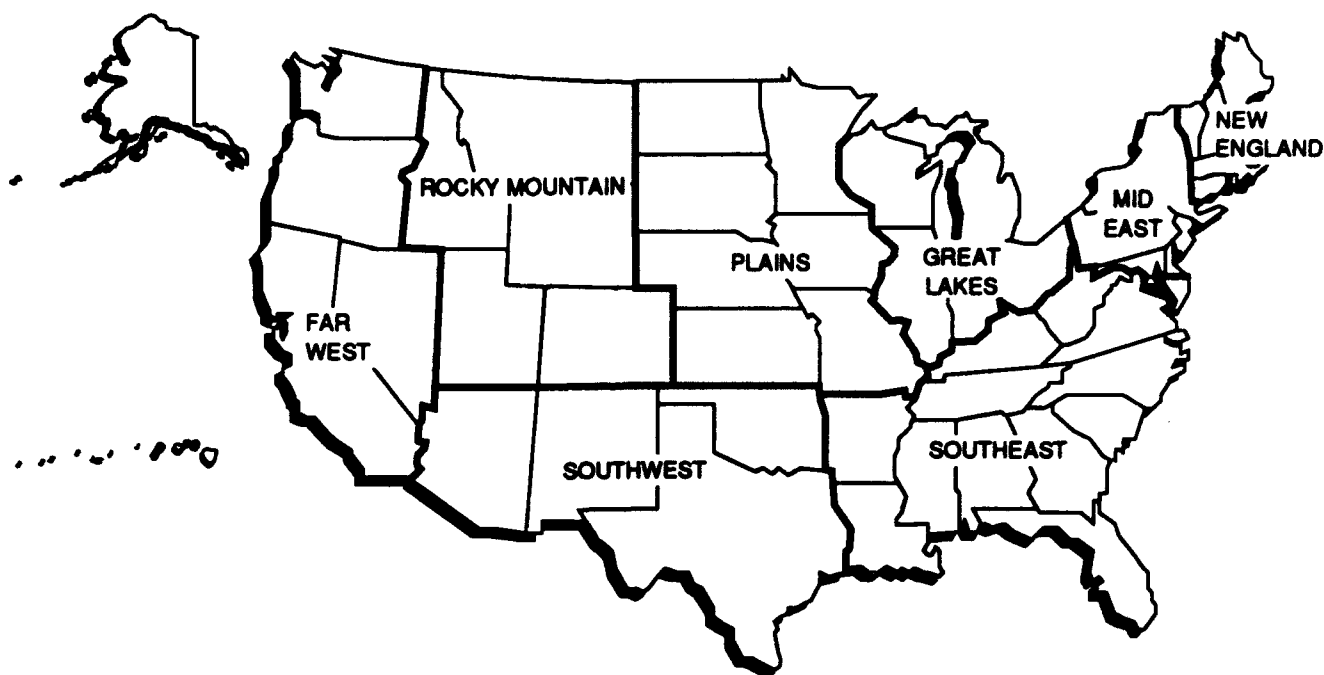 NEW
ENGLAND
ROCKY MOUNTAIN
MID
EAST
PLAINS
GREAT
LAKES
FAR
WEST
SOUTHEAST
SOUTHWEST